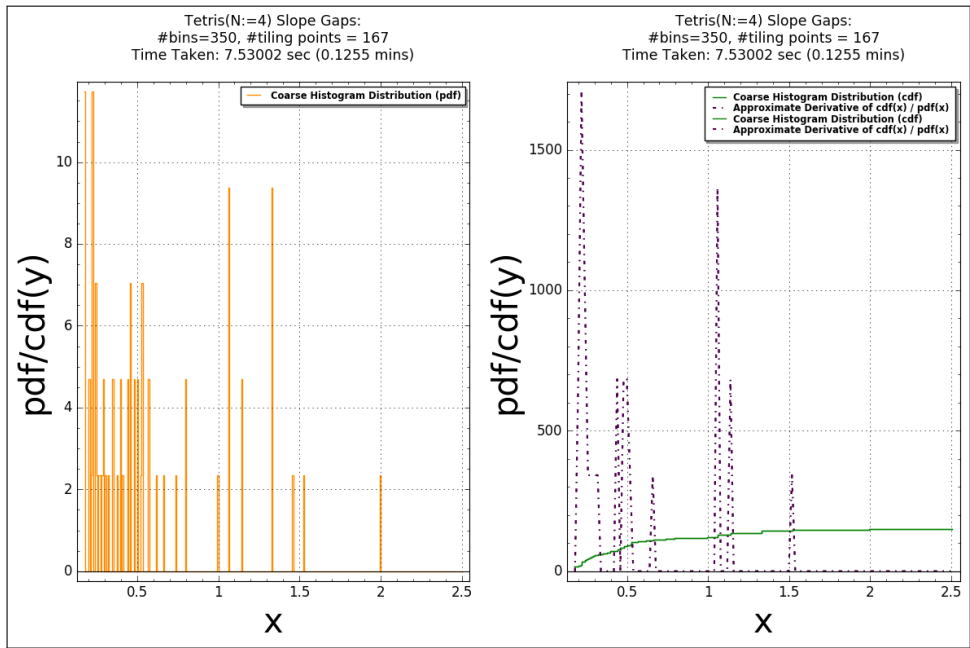 Tetris(N:=4) Slope Gaps:
#bins=350, #tiling points = 167
Time Taken: 7.53002 sec (0.1255 mins)
Coarse Histogram Distribution (pdf)
pdf/cdf(y)
10
8
6
4
2
0
0.5
1
1.5
2
2.5
x
Tetris(N:=4) Slope Gaps:
#bins=350, #tiling points = 167
Time Taken: 7.53002 sec (0.1255 mins)
Coarse Histogram Distribution (cdf)
Approximate Derivative of cdf(x) / pdf(x)
Coarse Histogram Distribution (cdf)
Approximate Derivative of cdf(x) / pdf(x)
pdf/cdf(y)
1500
1000
500
0
0.5
1
1.5
2
2.5
x